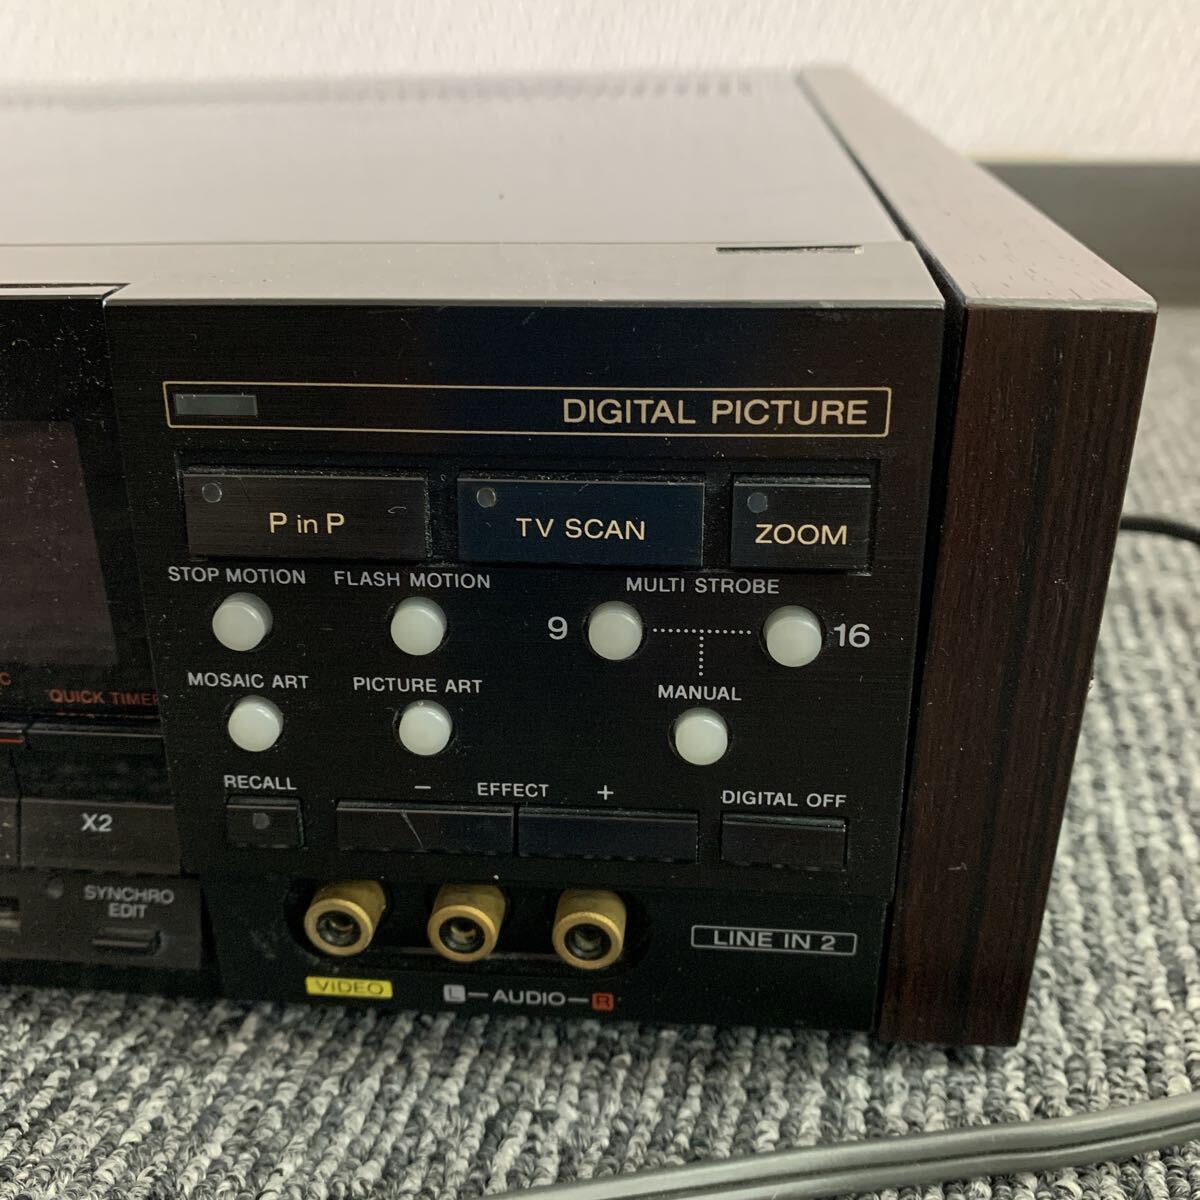 DIGITAL PICTURE
P in P
TV SCAN
ZOOM
STOP MOTION
FLASH MOTION
MULTI STROBE
9
16
MOSAIC ART
PICTURE ART
MANUAL
QUICK TIMER
RECALL
− EFFECT +
DIGITAL OFF
X2
SYNCHRO
EDIT
LINE IN 2
VIDEO
L AUDIO R